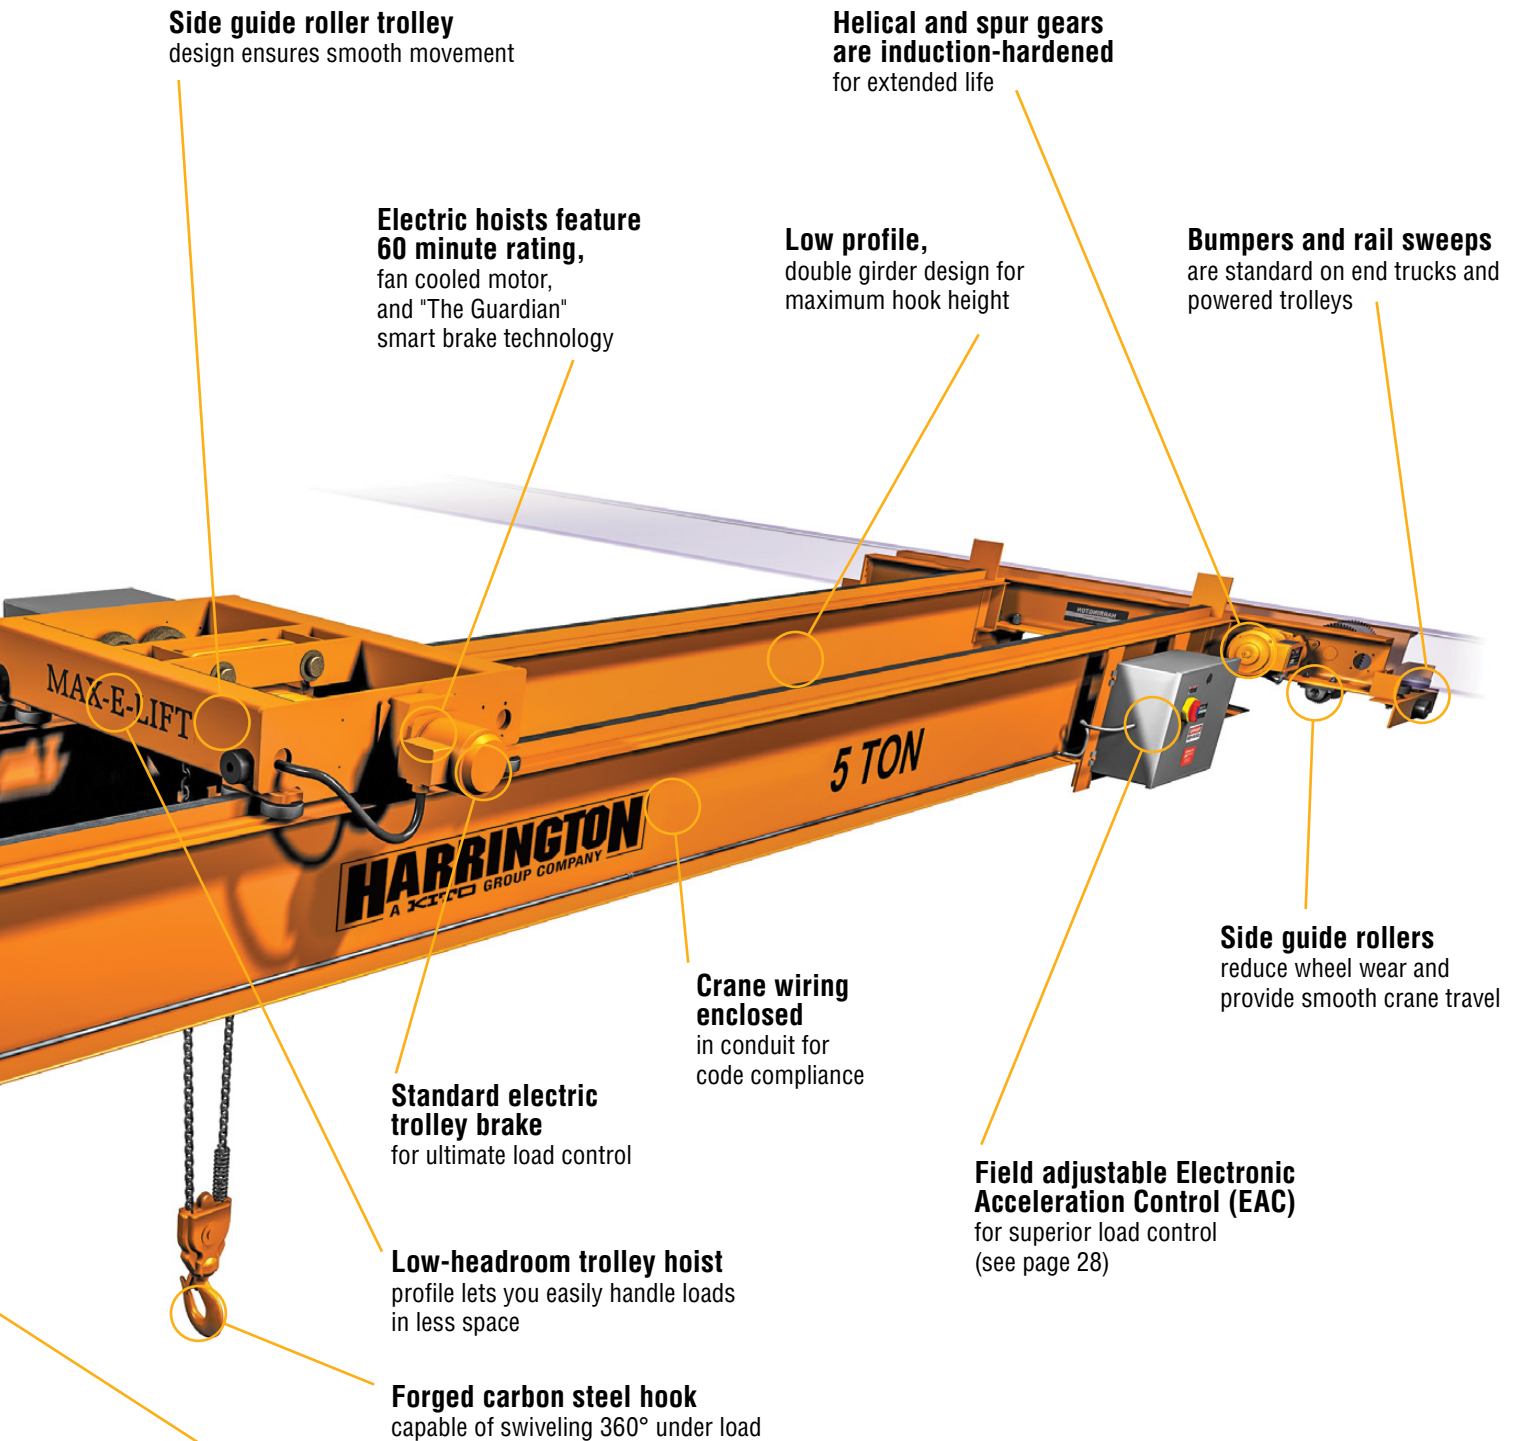 Side guide roller trolley
design ensures smooth movement
Helical and spur gears
are induction-hardened
for extended life
Electric hoists feature
60 minute rating,
fan cooled motor,
and "The Guardian"
smart brake technology
Low profile,
double girder design for
maximum hook height
Bumpers and rail sweeps
are standard on end trucks and
powered trolleys
MAX-E-LIFT
5 TON
HARRINGTON
A KITO GROUP COMPANY
Side guide rollers
reduce wheel wear and
provide smooth crane travel
Crane wiring
enclosed
in conduit for
code compliance
Standard electric
trolley brake
for ultimate load control
Field adjustable Electronic
Acceleration Control (EAC)
for superior load control
(see page 28)
Low-headroom trolley hoist
profile lets you easily handle loads
in less space
Forged carbon steel hook
capable of swiveling 360° under load